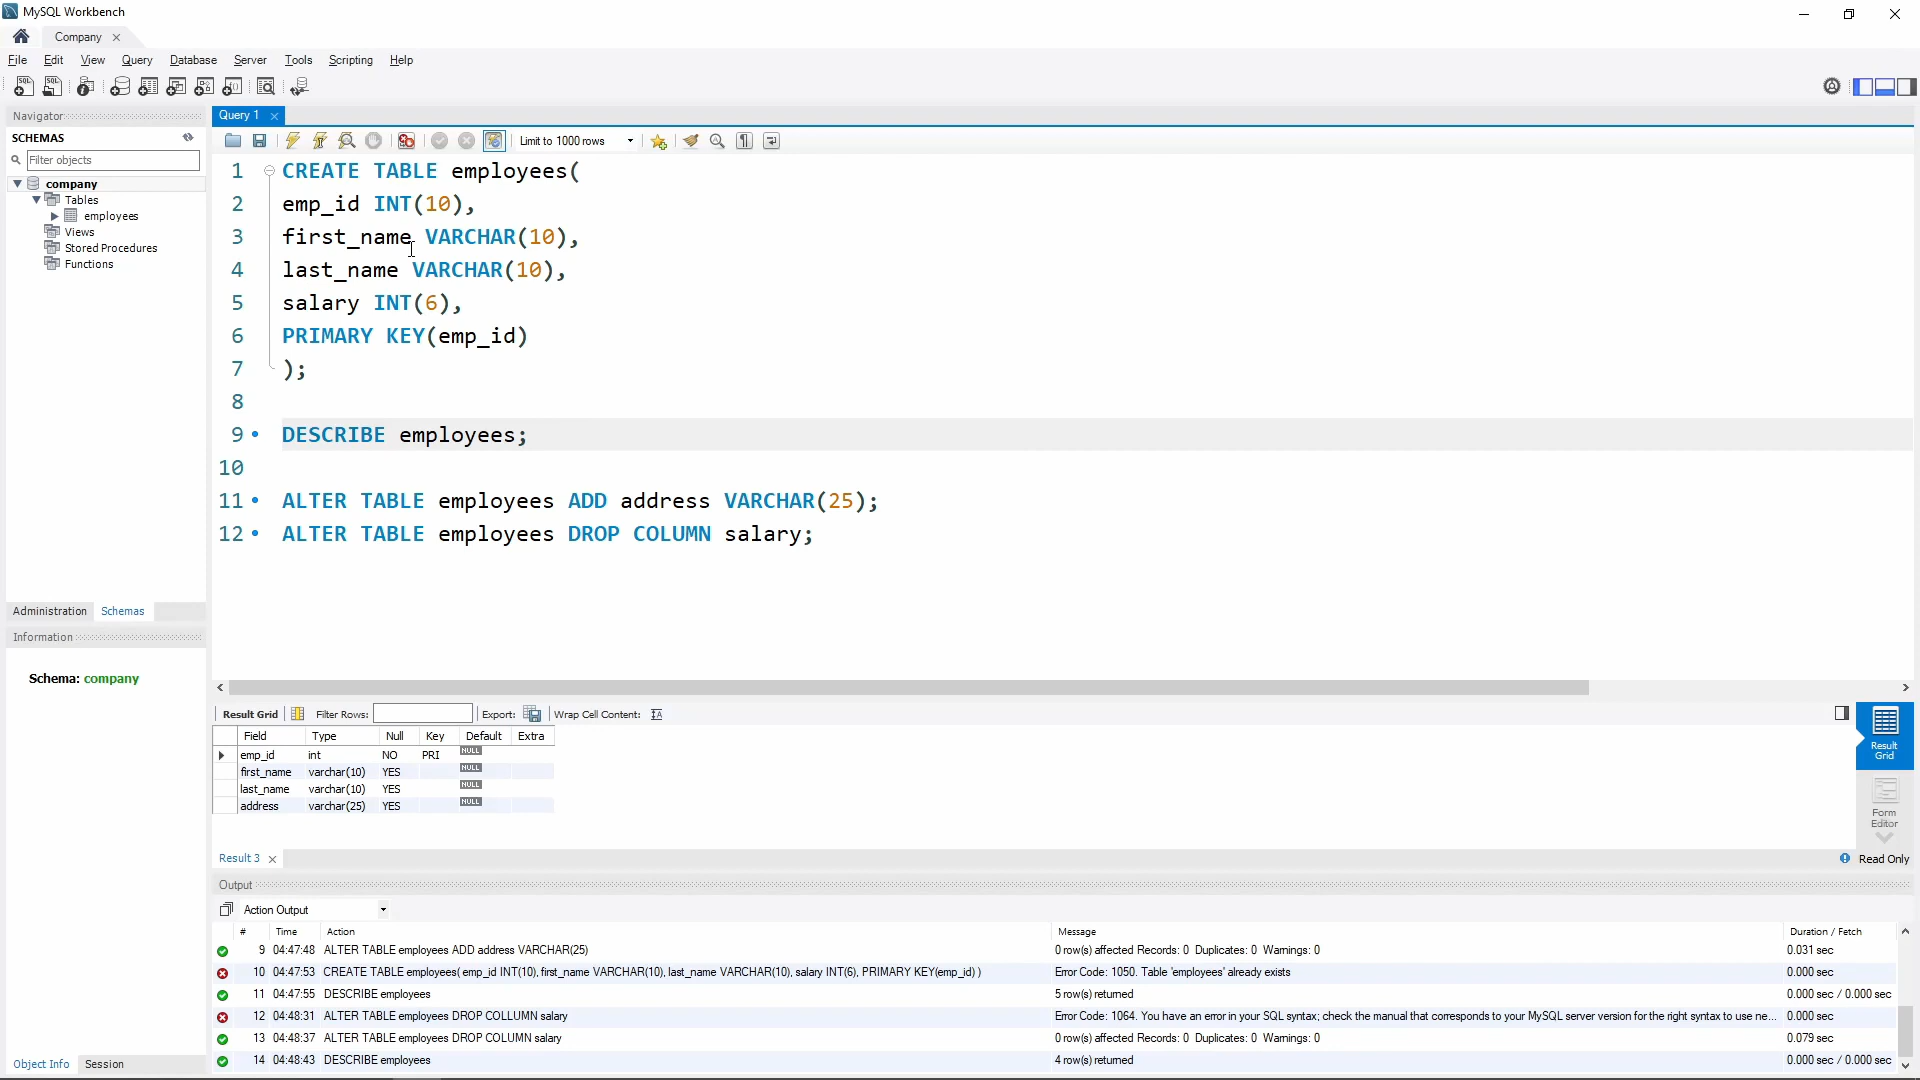 MySQL Workbench
Company
File Edit View Query Database Server Tools Scripting Help
Navigator
SCHEMAS
Filter objects
company
Tables
employees
Views
Stored Procedures
Functions
Administration Schemas
Information
Schema: company
Object Info Session
Query 1
Limit to 1000 rows
1 CREATE TABLE employees(
2 emp_id INT(10),
3 first_name VARCHAR(10),
4 last_name VARCHAR(10),
5 salary INT(6),
6 PRIMARY KEY(emp_id)
7 );
8
9 DESCRIBE employees;
10
11 ALTER TABLE employees ADD address VARCHAR(25);
12 ALTER TABLE employees DROP COLUMN salary;
Result Grid Filter Rows: Export: Wrap Cell Content:
Field Type Null Key Default Extra
emp_id int NO PRI NULL
first_name varchar(10) YES NULL
last_name varchar(10) YES NULL
address varchar(25) YES NULL
Result Grid
Form Editor
Result 3
Read Only
Output
Action Output
# Time Action Message Duration / Fetch
9 04:47:48 ALTER TABLE employees ADD address VARCHAR(25) 0 row(s) affected Records: 0 Duplicates: 0 Warnings: 0 0.031 sec
10 04:47:53 CREATE TABLE employees( emp_id INT(10), first_name VARCHAR(10), last_name VARCHAR(10), salary INT(6), PRIMARY KEY(emp_id) ) Error Code: 1050. Table 'employees' already exists 0.000 sec
11 04:47:55 DESCRIBE employees 5 row(s) returned 0.000 sec / 0.000 sec
12 04:48:31 ALTER TABLE employees DROP COLLUMN salary Error Code: 1064. You have an error in your SQL syntax; check the manual that corresponds to your MySQL server version for the right syntax to use ne... 0.000 sec
13 04:48:37 ALTER TABLE employees DROP COLUMN salary 0 row(s) affected Records: 0 Duplicates: 0 Warnings: 0 0.079 sec
14 04:48:43 DESCRIBE employees 4 row(s) returned 0.000 sec / 0.000 sec